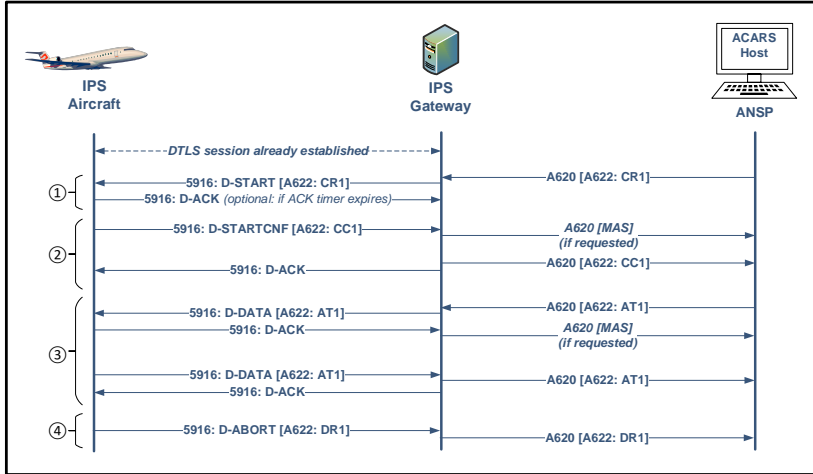 ACARS
Host
IPS
Aircraft
IPS
Gateway
ANSP
DTLS session already established
①
5916: D-START [A622: CR1]
A620 [A622: CR1]
5916: D-ACK (optional: if ACK timer expires)
②
5916: D-STARTCNF [A622: CC1]
A620 [MAS]
(if requested)
5916: D-ACK
A620 [A622: CC1]
③
5916: D-DATA [A622: AT1]
A620 [A622: AT1]
5916: D-ACK
A620 [MAS]
(if requested)
5916: D-DATA [A622: AT1]
A620 [A622: AT1]
5916: D-ACK
④
5916: D-ABORT [A622: DR1]
A620 [A622: DR1]